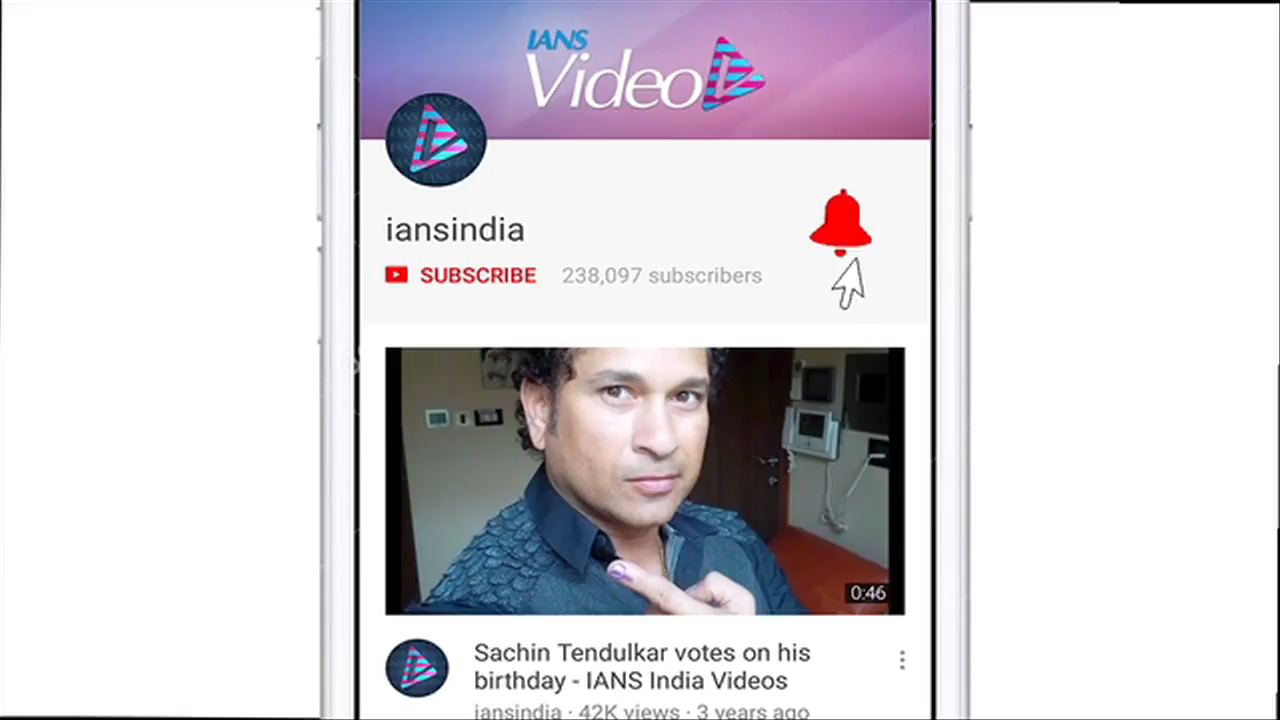 IANS
Video
iansindia
SUBSCRIBE 238,097 subscribers
0:46
Sachin Tendulkar votes on his
birthday - IANS India Videos
iansindia · 42K views · 3 years ago